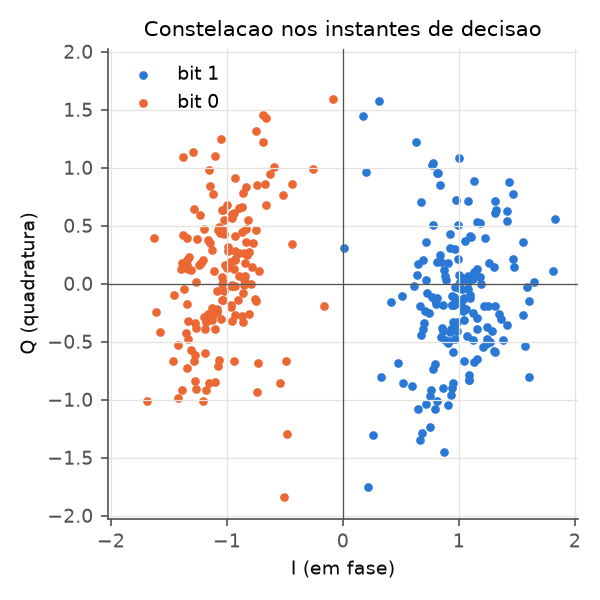 Constelacao nos instantes de decisao
bit 1
bit 0
2.0
1.5
1.0
0.5
0.0
−0.5
−1.0
−1.5
−2.0
Q (quadratura)
−2 −1 0 1 2
I (em fase)